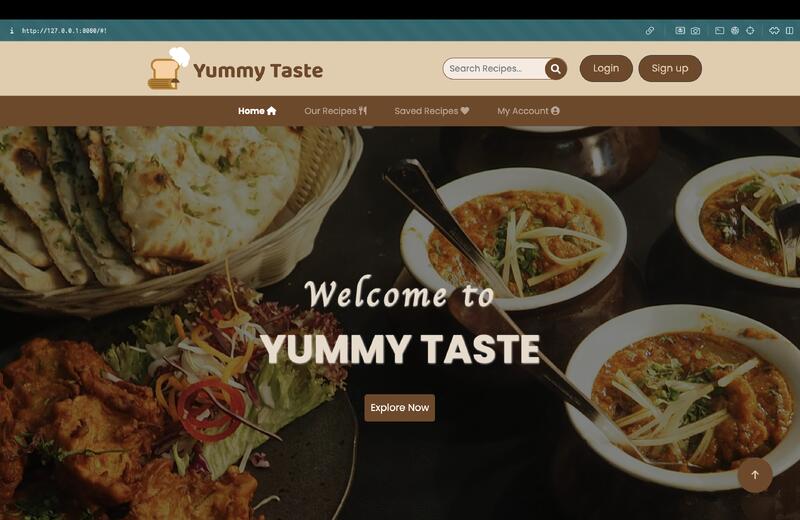 http://127.0.0.1:8080/#!
Yummy Taste
Search Recipes...
Login
Sign up
Home
Our Recipes
Saved Recipes
My Account
Welcome to
YUMMY TASTE
Explore Now